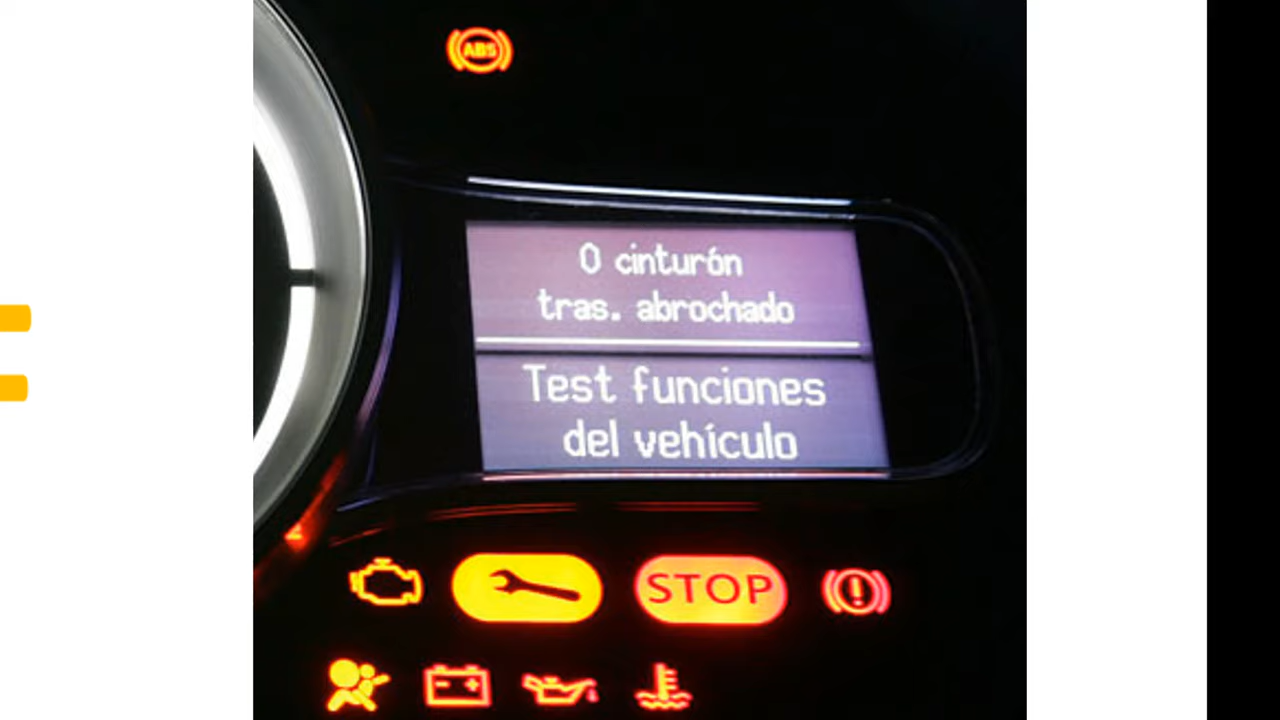 ABS
0 cinturón
tras. abrochado
Test funciones
del vehículo
STOP